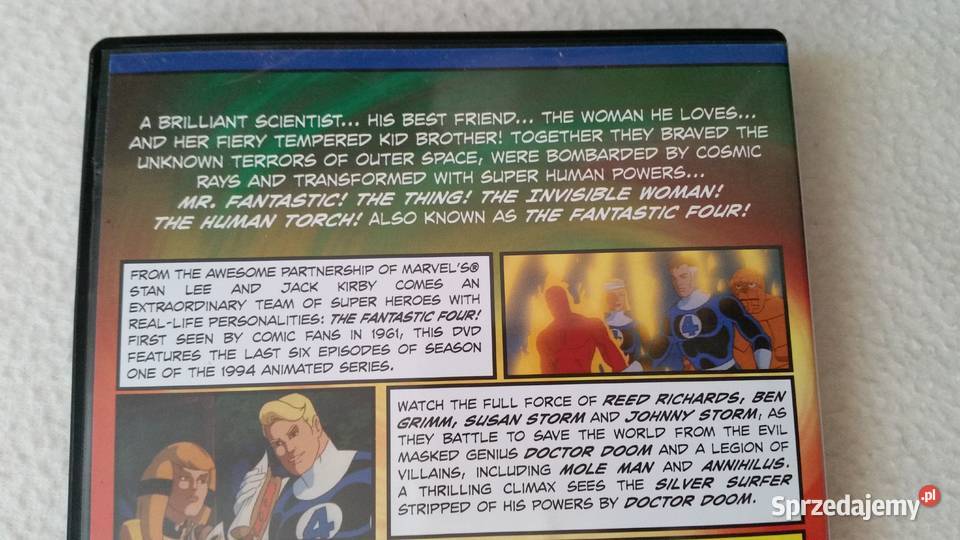 A BRILLIANT SCIENTIST... HIS BEST FRIEND... THE WOMAN HE LOVES...
AND HER FIERY TEMPERED KID BROTHER! TOGETHER THEY BRAVED THE
UNKNOWN TERRORS OF OUTER SPACE, WERE BOMBARDED BY COSMIC
RAYS AND TRANSFORMED WITH SUPER HUMAN POWERS...
MR. FANTASTIC! THE THING! THE INVISIBLE WOMAN!
THE HUMAN TORCH! ALSO KNOWN AS THE FANTASTIC FOUR!
FROM THE AWESOME PARTNERSHIP OF MARVEL'S®
STAN LEE AND JACK KIRBY COMES AN
EXTRAORDINARY TEAM OF SUPER HEROES WITH
REAL-LIFE PERSONALITIES: THE FANTASTIC FOUR!
FIRST SEEN BY COMIC FANS IN 1961, THIS DVD
FEATURES THE LAST SIX EPISODES OF SEASON
ONE OF THE 1994 ANIMATED SERIES.
4
4
WATCH THE FULL FORCE OF REED RICHARDS, BEN
GRIMM, SUSAN STORM AND JOHNNY STORM, AS
THEY BATTLE TO SAVE THE WORLD FROM THE EVIL
MASKED GENIUS DOCTOR DOOM AND A LEGION OF
VILLAINS, INCLUDING MOLE MAN AND ANNIHILUS.
A THRILLING CLIMAX SEES THE SILVER SURFER
STRIPPED OF HIS POWERS BY DOCTOR DOOM.
4
Sprzedajemy.pl